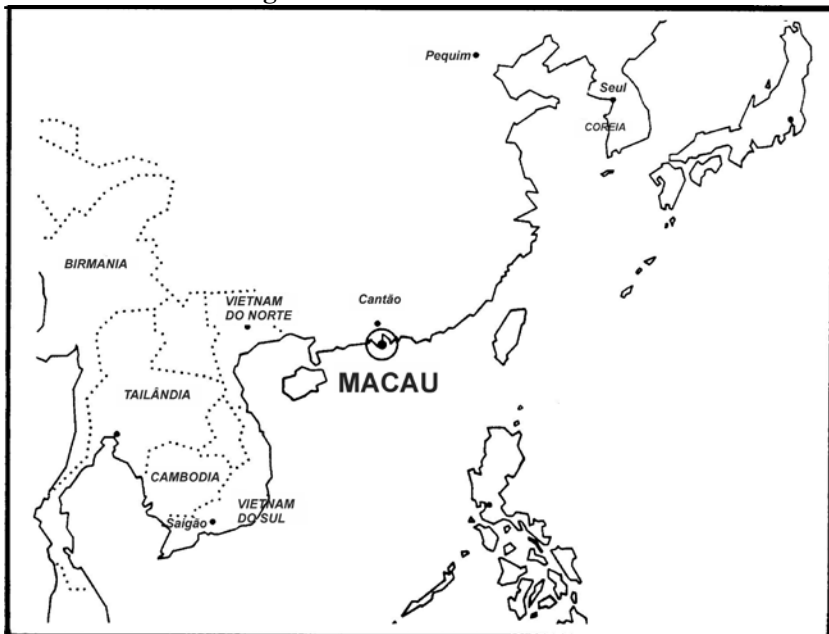 Pequim
Seul
COREIA
BIRMANIA
VIETNAM
DO NORTE
Cantão
MACAU
TAILÂNDIA
CAMBODIA
VIETNAM
DO SUL
Saigão